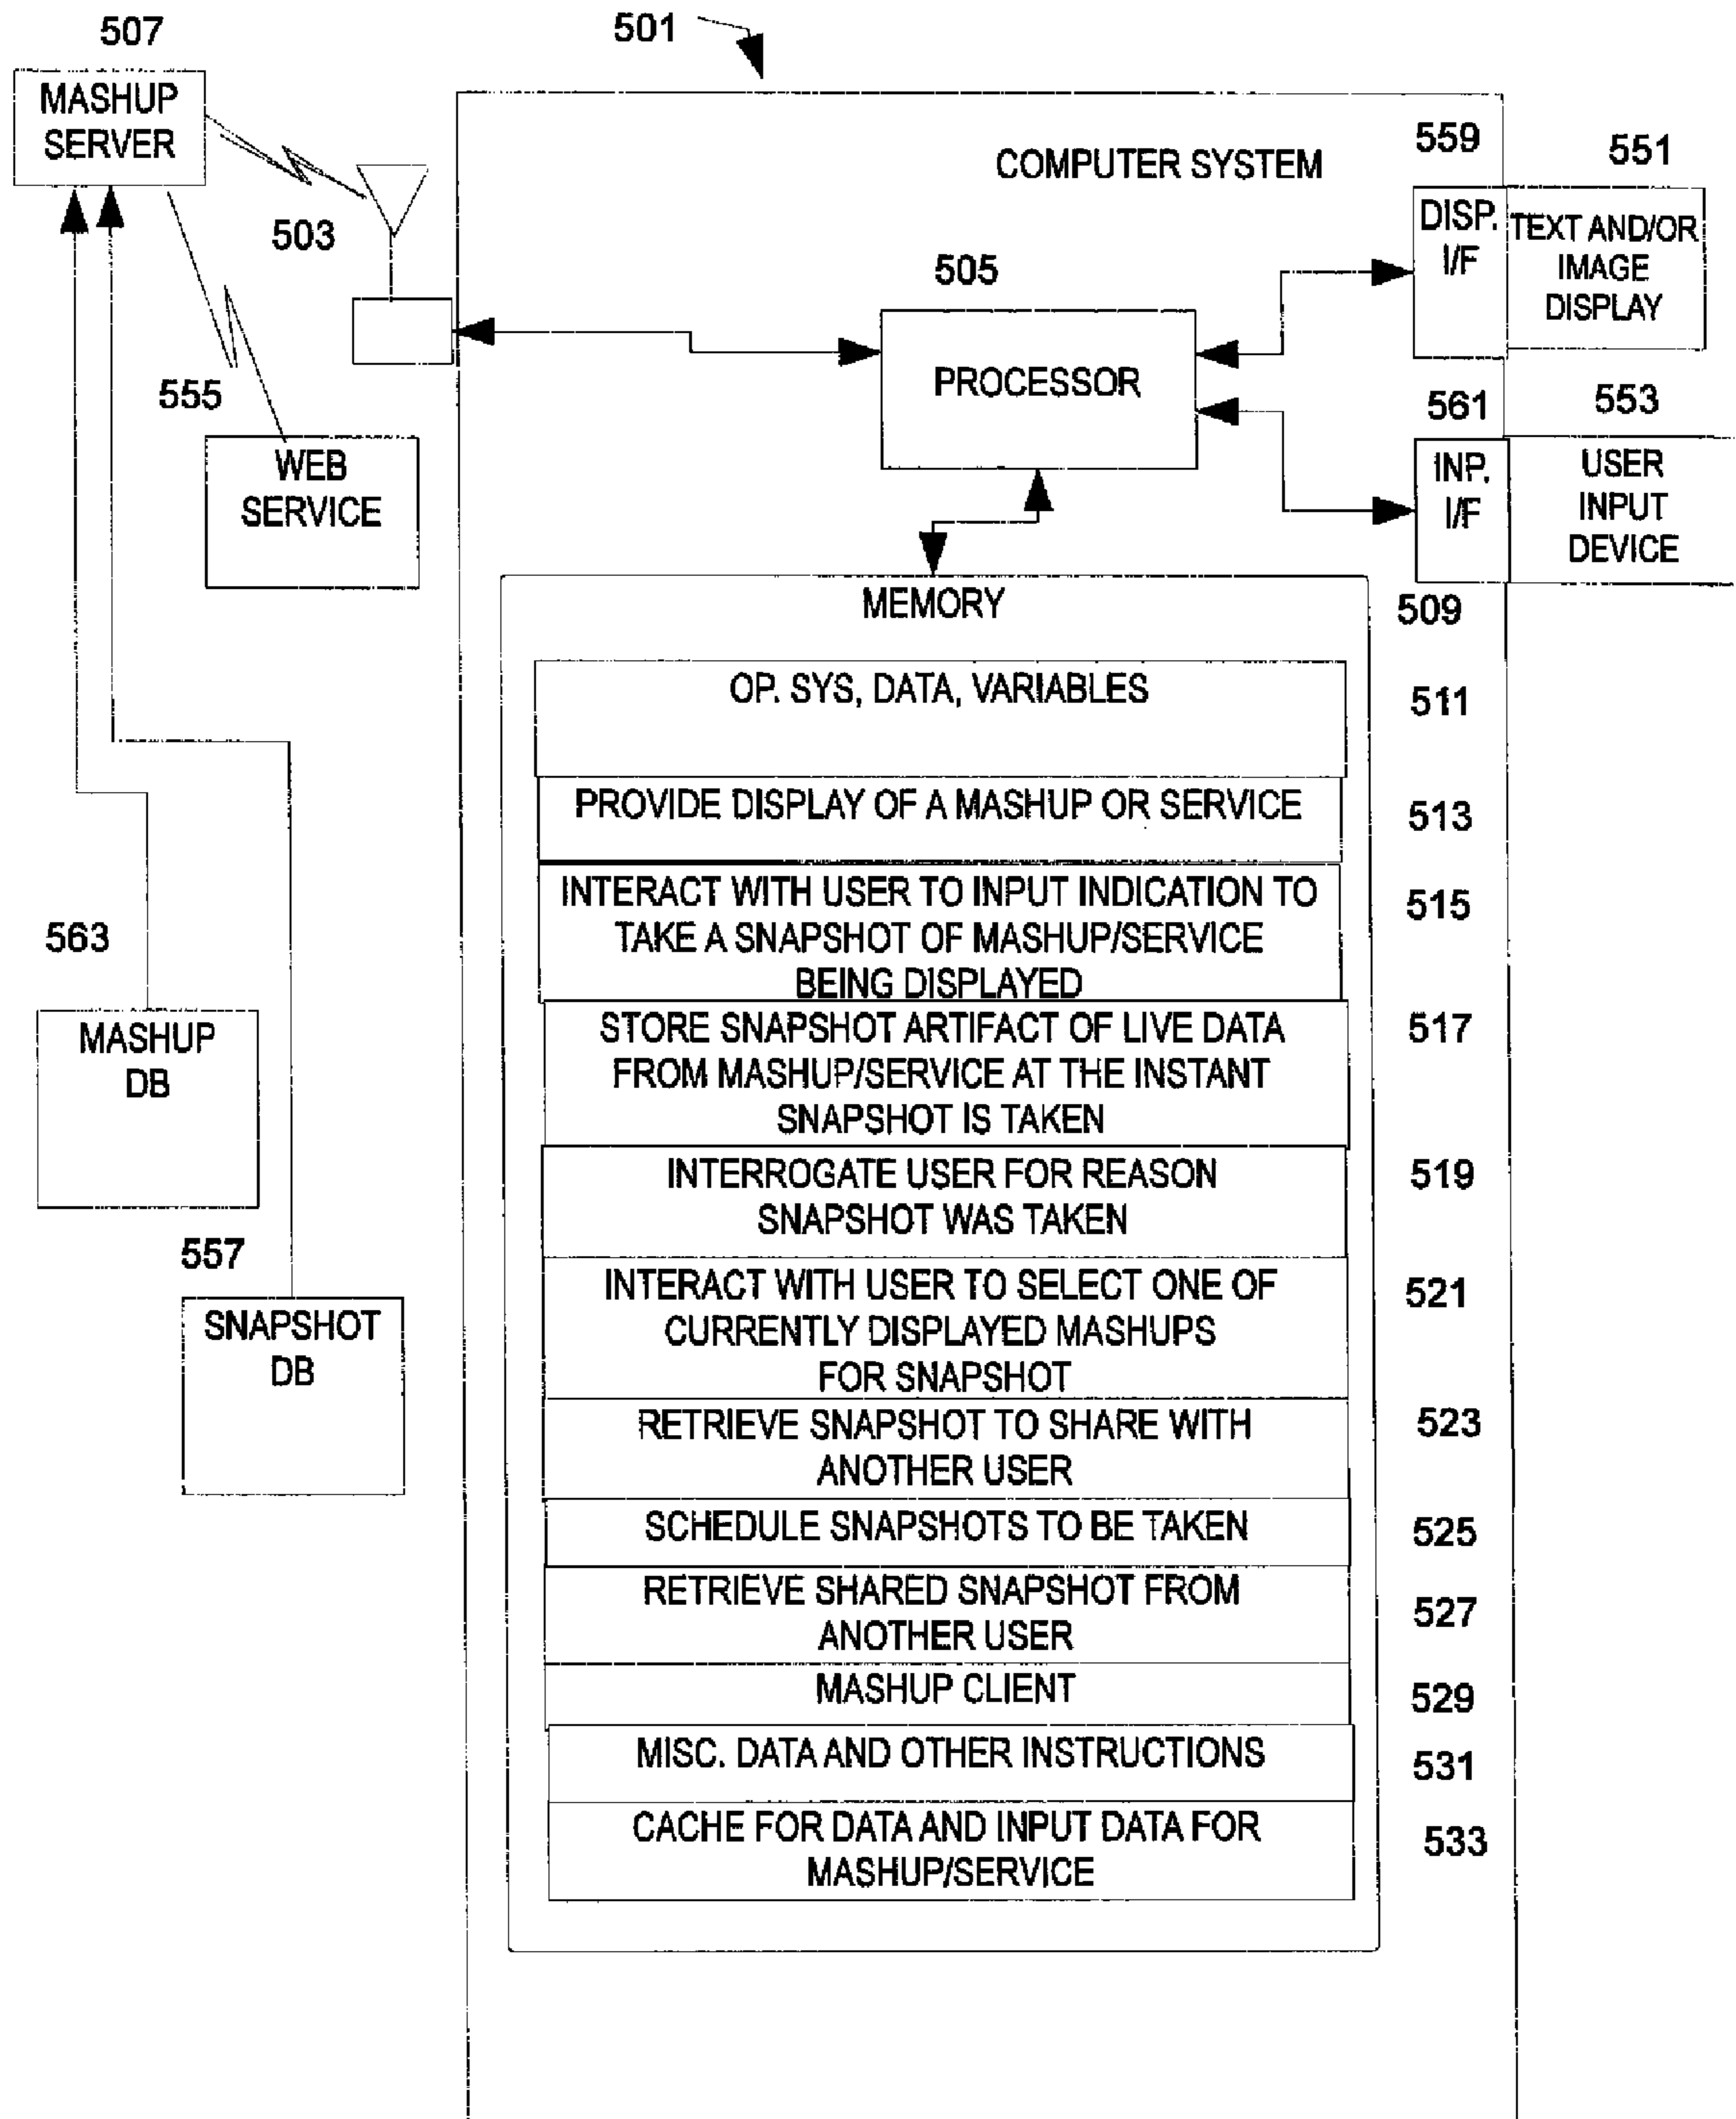 507
501
MASHUP
SERVER
COMPUTER SYSTEM
559
551
503
DISP.
I/F
TEXT AND/OR
IMAGE
DISPLAY
505
PROCESSOR
555
WEB
SERVICE
561
553
INP.
I/F
USER
INPUT
DEVICE
MEMORY
509
OP. SYS, DATA, VARIABLES
511
PROVIDE DISPLAY OF A MASHUP OR SERVICE
513
INTERACT WITH USER TO INPUT INDICATION TO
TAKE A SNAPSHOT OF MASHUP/SERVICE
BEING DISPLAYED
515
563
MASHUP
DB
STORE SNAPSHOT ARTIFACT OF LIVE DATA
FROM MASHUP/SERVICE AT THE INSTANT
SNAPSHOT IS TAKEN
517
INTERROGATE USER FOR REASON
SNAPSHOT WAS TAKEN
519
557
SNAPSHOT
DB
INTERACT WITH USER TO SELECT ONE OF
CURRENTLY DISPLAYED MASHUPS
FOR SNAPSHOT
521
RETRIEVE SNAPSHOT TO SHARE WITH
ANOTHER USER
523
SCHEDULE SNAPSHOTS TO BE TAKEN
525
RETRIEVE SHARED SNAPSHOT FROM
ANOTHER USER
527
MASHUP CLIENT
529
MISC. DATA AND OTHER INSTRUCTIONS
531
CACHE FOR DATA AND INPUT DATA FOR
MASHUP/SERVICE
533